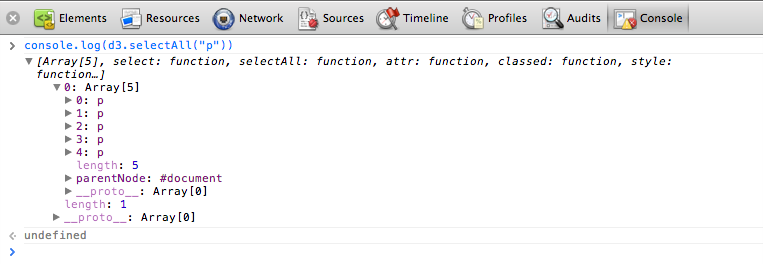 Elements Resources Network Sources Timeline Profiles Audits Console
console.log(d3.selectAll("p"))
[Array[5], select: function, selectAll: function, attr: function, classed: function, style:
function…]
0: Array[5]
0: p
1: p
2: p
3: p
4: p
length: 5
parentNode: #document
__proto__: Array[0]
length: 1
__proto__: Array[0]
undefined